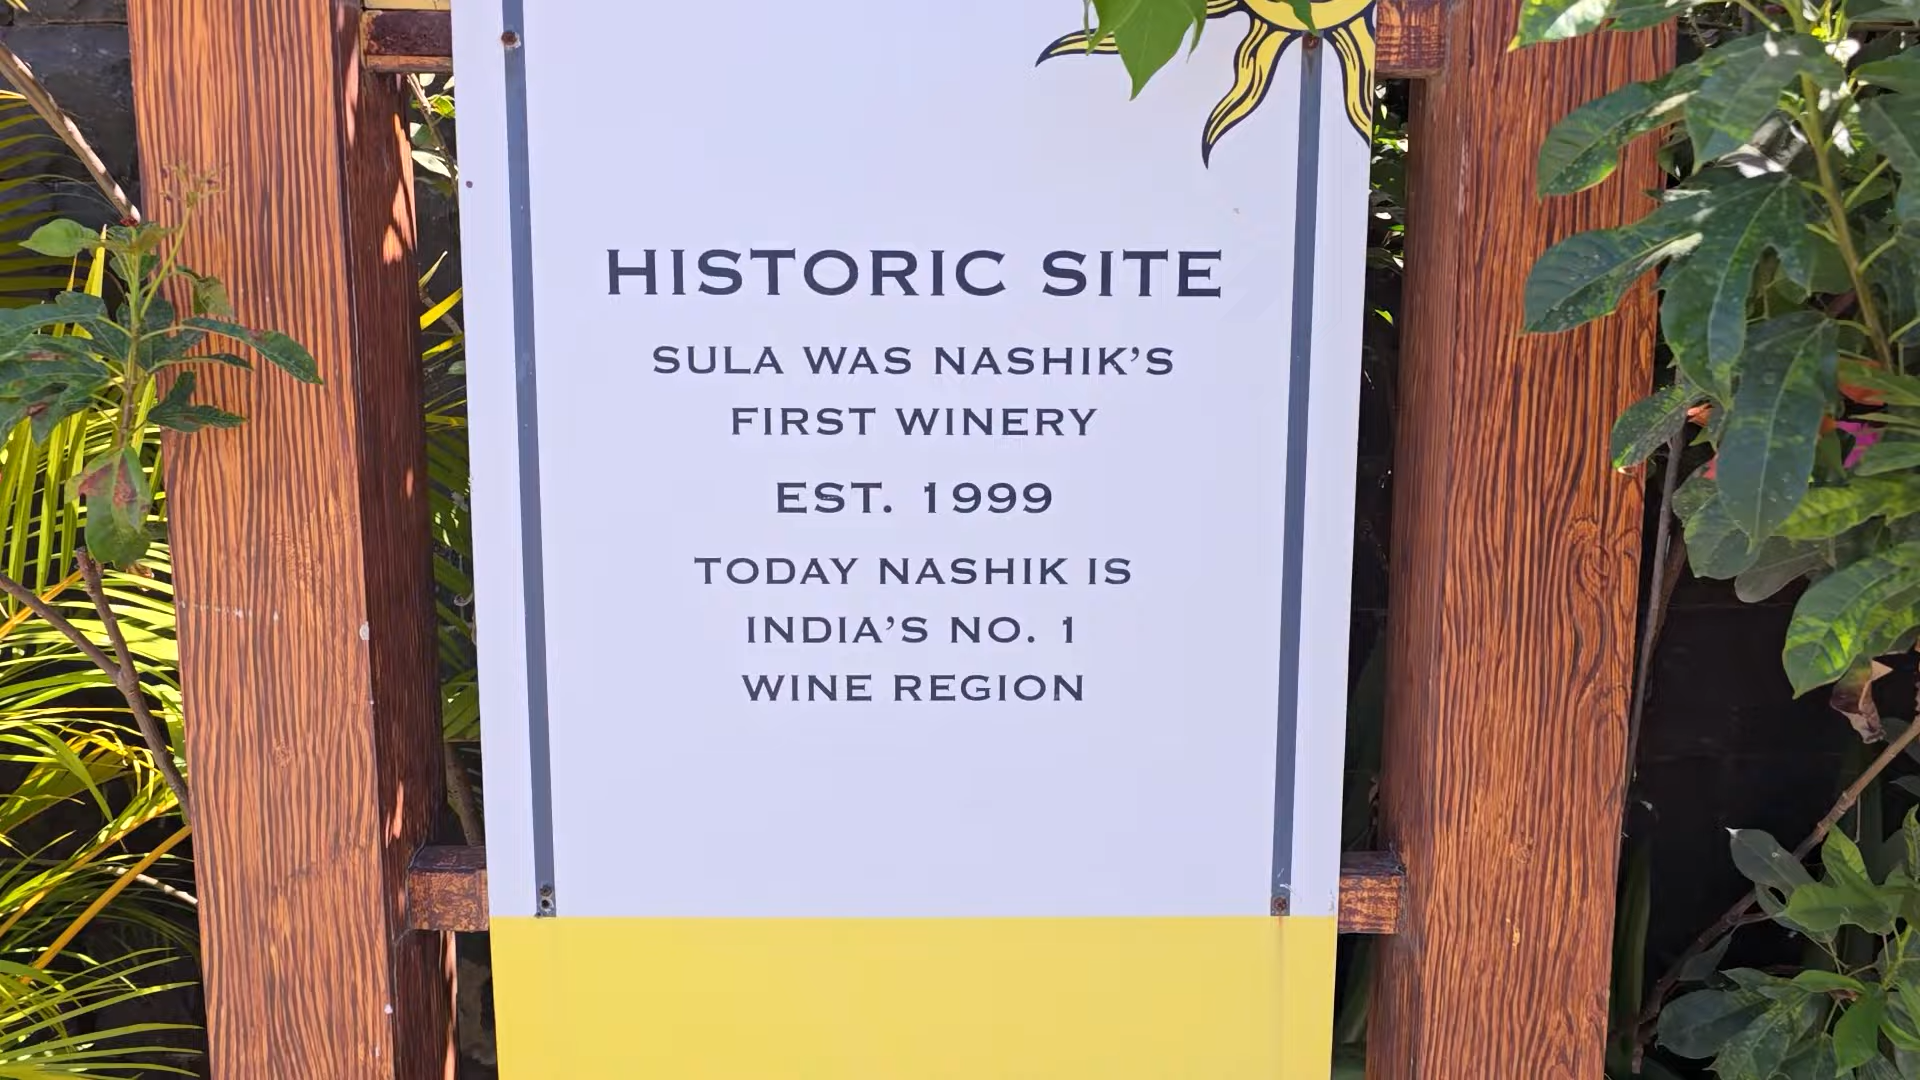 HISTORIC SITE
SULA WAS NASHIK’S
FIRST WINERY
EST. 1999
TODAY NASHIK IS
INDIA’S NO. 1
WINE REGION